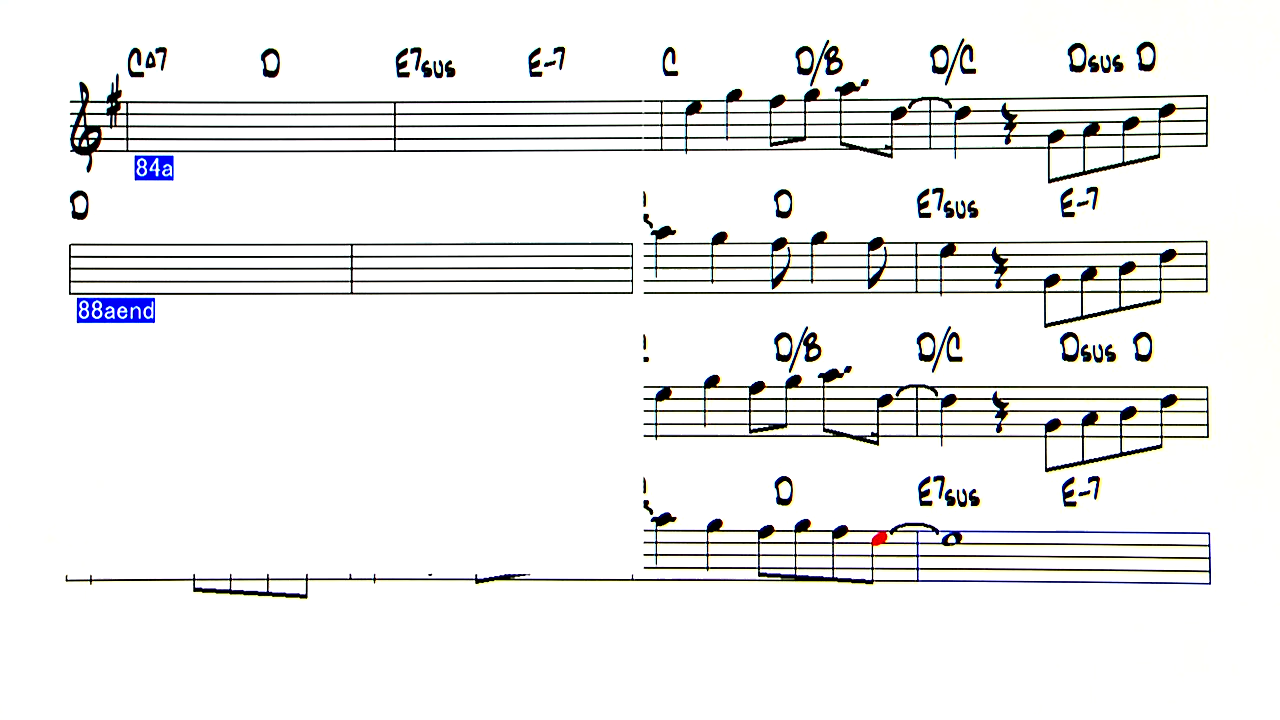 C∆7 D E7sus E-7 C D/B D/C Dsus D
84a
D D E7sus E-7
88aend
D/B D/C Dsus D
D E7sus E-7